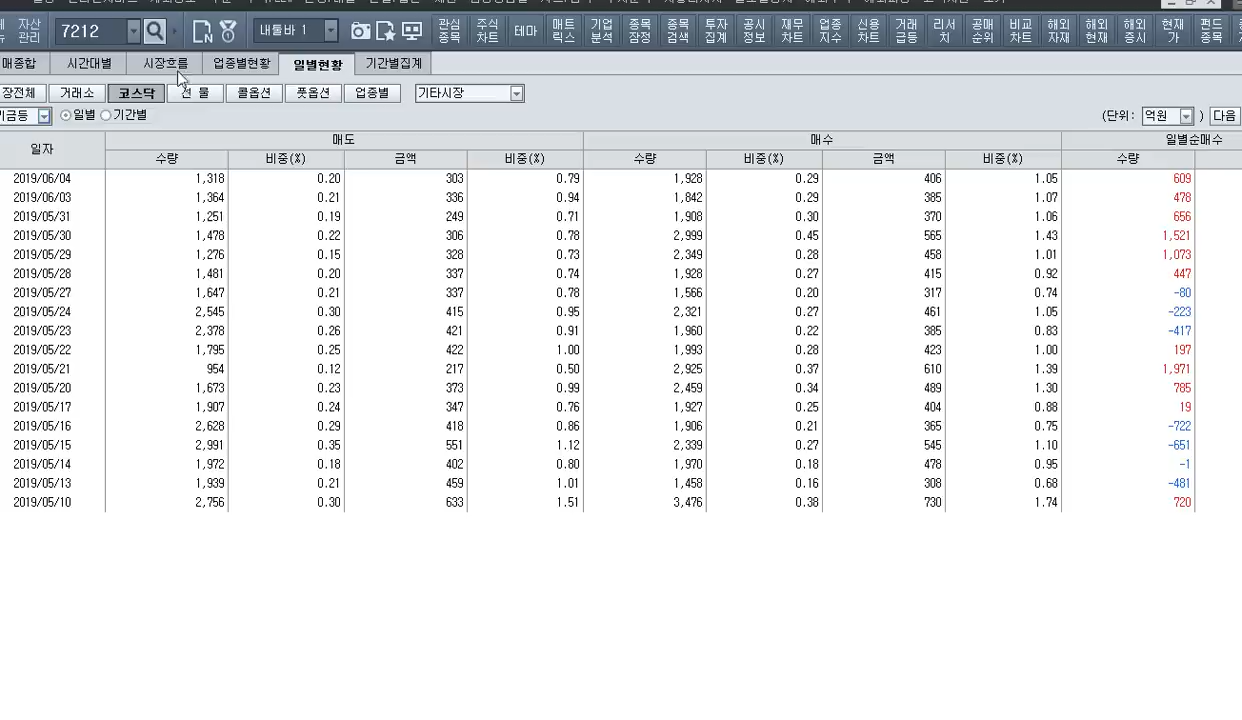 자산 관심 주식 테마 매트 기업 종목 종목 투자 공시 재무 업종 신용 거래 리서 공매 비교 해외 해외 해외 현재 펀드
7212 내툴바 1
관리 종목 차트 릭스 분석 잠정 검색 집계 정보 차트 지수 차트 급등 치 순위 차트 자재 현재 증시 가 종목
매종합 시간대별 시장흐름 업종별현황 일별현황 기간별집계
장전체 거래소 코스닥 선 물 콜옵션 풋옵션 업종별 기타시장
기금등 일별 기간별 (단위: 억원 ) 다음
일자 매도 매수 일별순매수
수량 비중(%) 금액 비중(%) 수량 비중(%) 금액 비중(%) 수량
2019/06/04 1,318 0.20 303 0.79 1,928 0.29 406 1.05 609
2019/06/03 1,364 0.21 336 0.94 1,842 0.29 385 1.07 478
2019/05/31 1,251 0.19 249 0.71 1,908 0.30 370 1.06 656
2019/05/30 1,478 0.22 306 0.78 2,999 0.45 565 1.43 1,521
2019/05/29 1,276 0.15 328 0.73 2,349 0.28 458 1.01 1,073
2019/05/28 1,481 0.20 337 0.74 1,928 0.27 415 0.92 447
2019/05/27 1,647 0.21 337 0.78 1,566 0.20 317 0.74 -80
2019/05/24 2,545 0.30 415 0.95 2,321 0.27 461 1.05 -223
2019/05/23 2,378 0.26 421 0.91 1,960 0.22 385 0.83 -417
2019/05/22 1,795 0.25 422 1.00 1,993 0.28 423 1.00 197
2019/05/21 954 0.12 217 0.50 2,925 0.37 610 1.39 1,971
2019/05/20 1,673 0.23 373 0.99 2,459 0.34 489 1.30 785
2019/05/17 1,907 0.24 347 0.76 1,927 0.25 404 0.88 19
2019/05/16 2,628 0.29 418 0.86 1,906 0.21 365 0.75 -722
2019/05/15 2,991 0.35 551 1.12 2,339 0.27 545 1.10 -651
2019/05/14 1,972 0.18 402 0.80 1,970 0.18 478 0.95 -1
2019/05/13 1,939 0.21 459 1.01 1,458 0.16 308 0.68 -481
2019/05/10 2,756 0.30 633 1.51 3,476 0.38 730 1.74 720